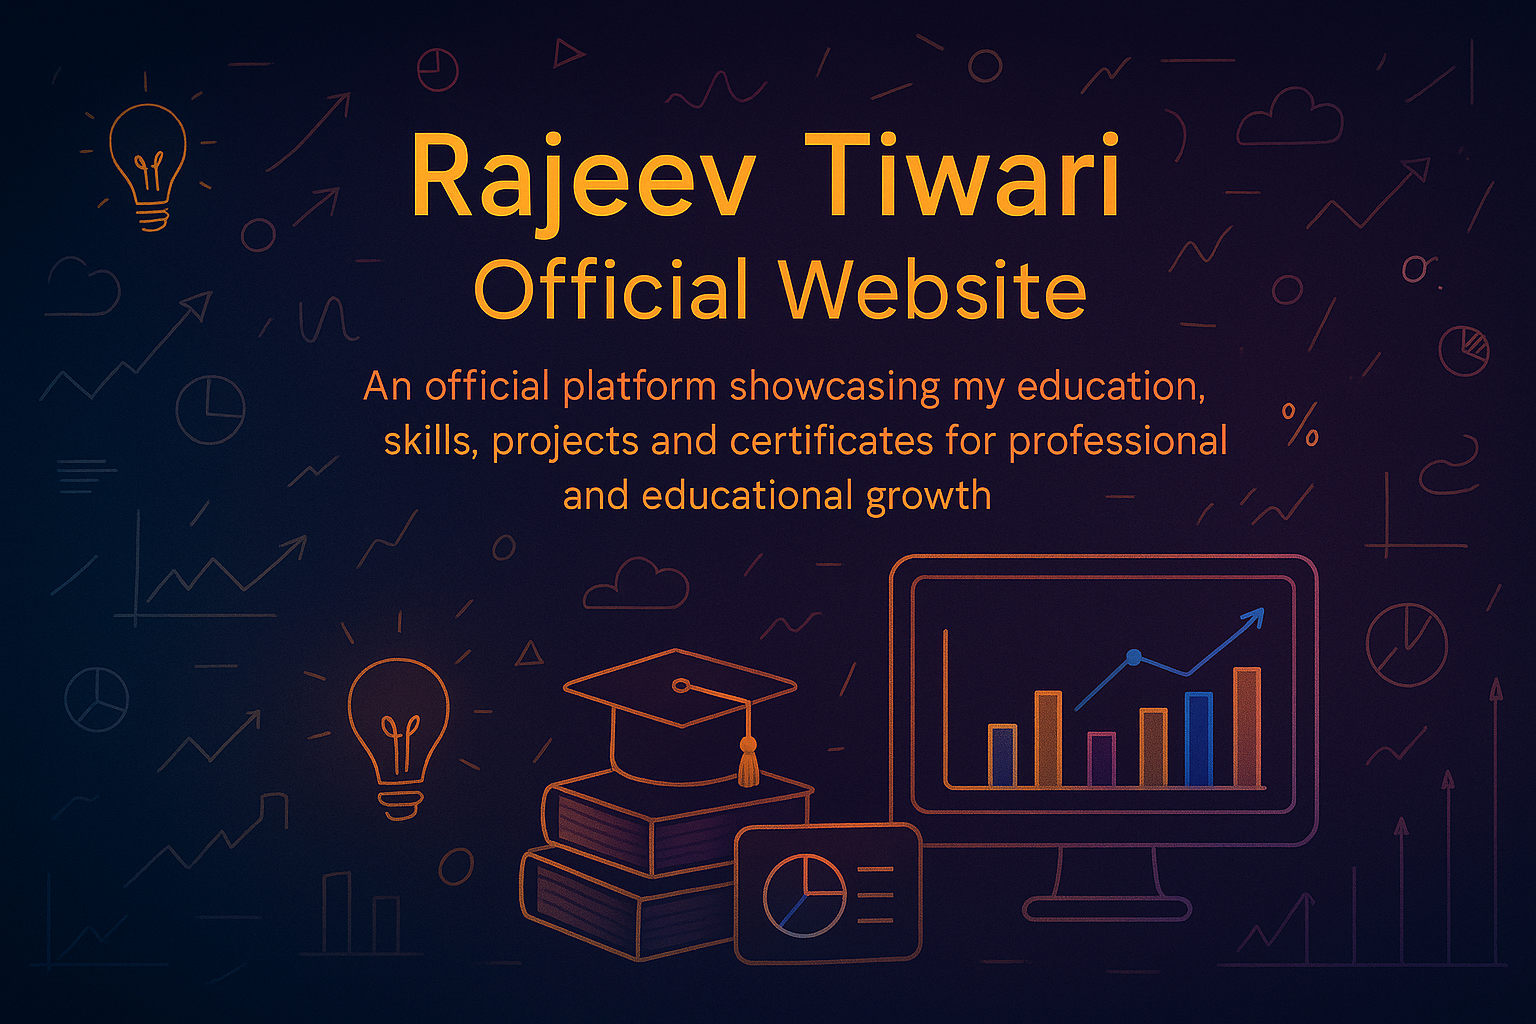 Rajeev Tiwari
Official Website
An official platform showcasing my education,
skills, projects and certificates for professional
and educational growth
%